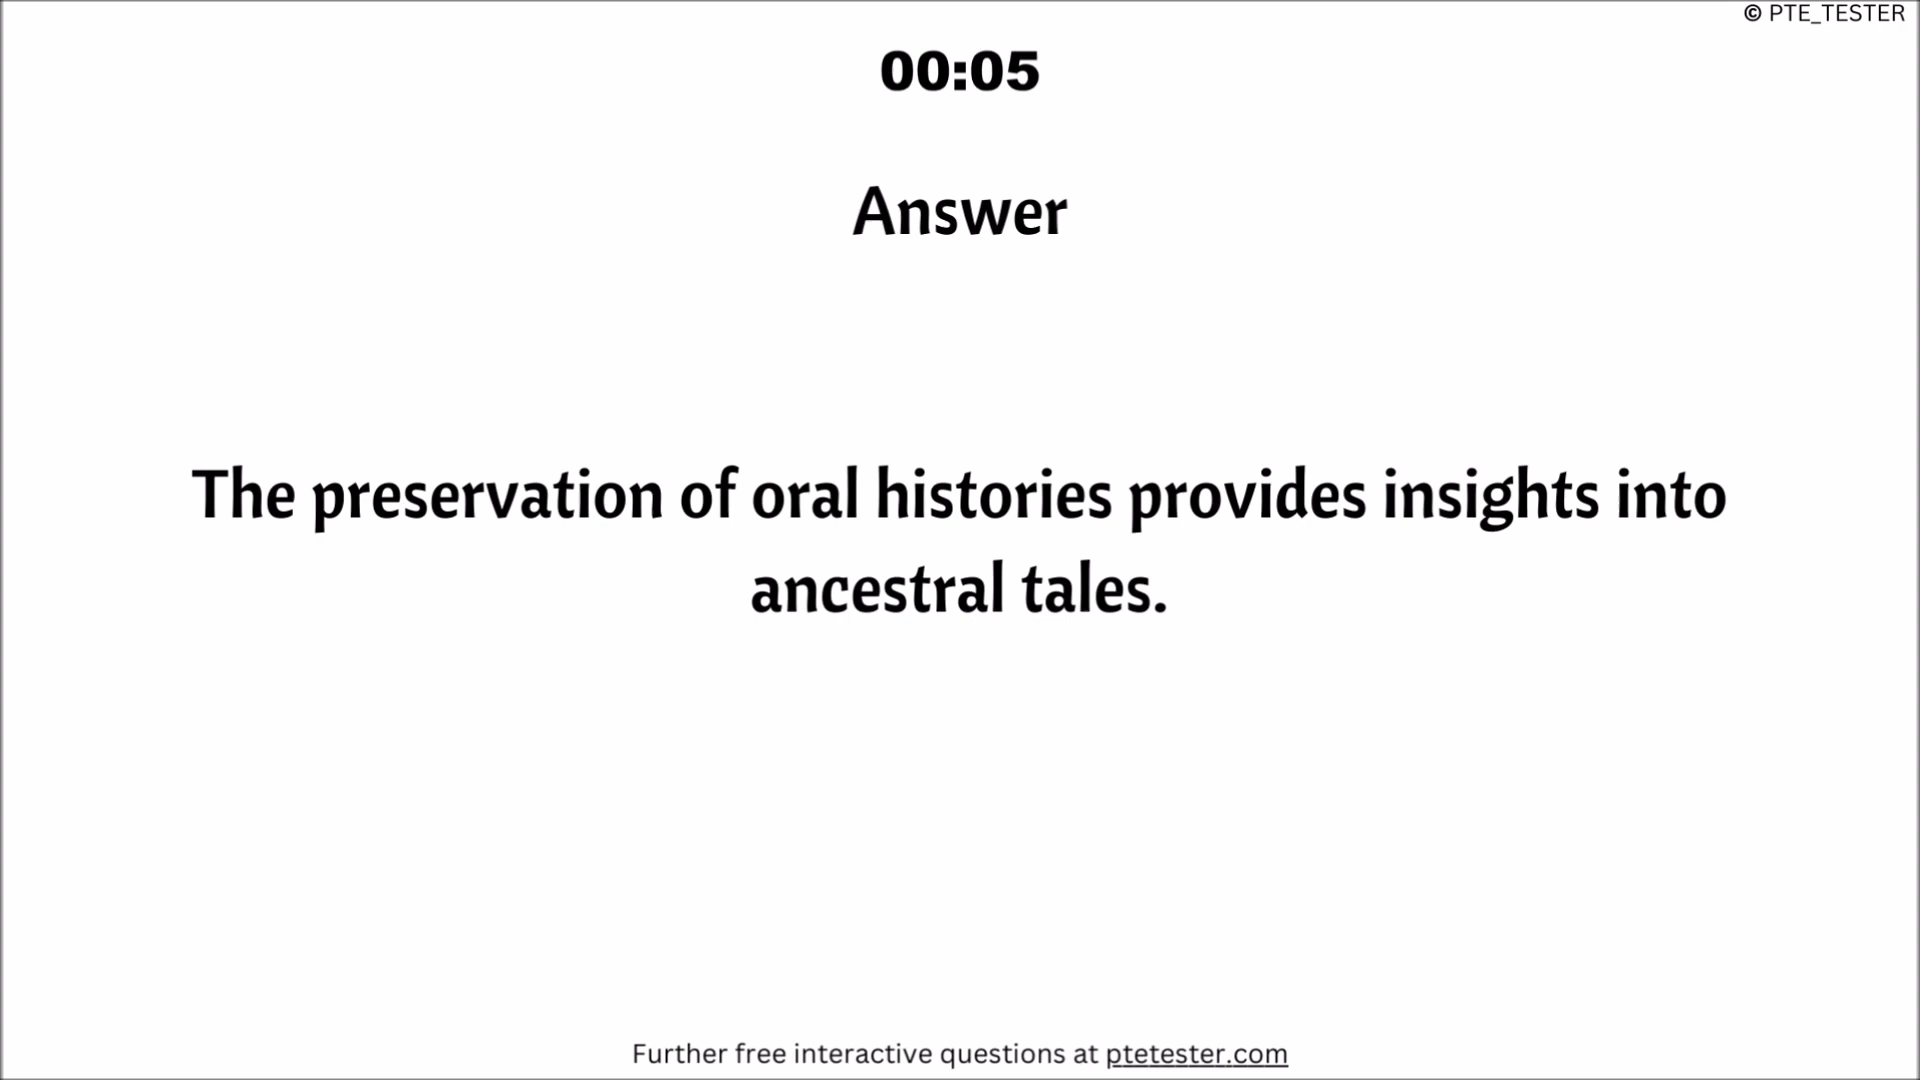 © PTE_TESTER
00:05
Answer
The preservation of oral histories provides insights into
ancestral tales.
Further free interactive questions at ptetester.com